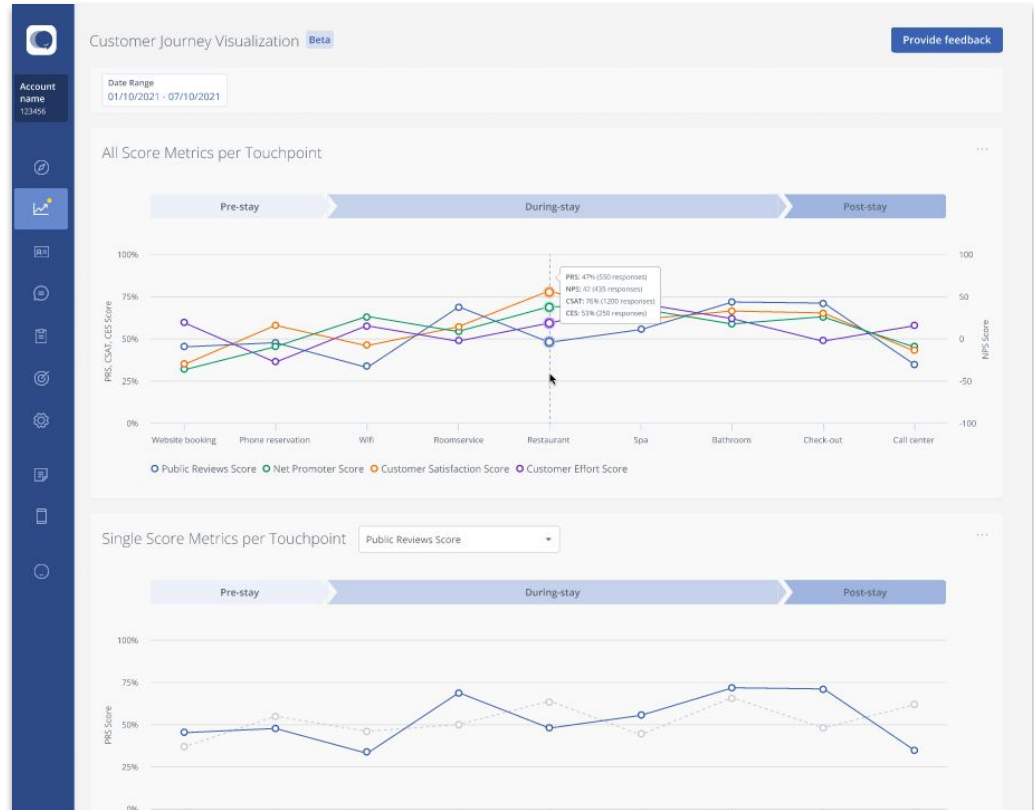 Customer Journey Visualization Beta
Provide feedback
Account
name
123456
Date Range
01/10/2021 - 07/10/2021
All Score Metrics per Touchpoint
...
Pre-stay
During-stay
Post-stay
100%
75%
50%
25%
0%
PRS, CSAT, CES Score
100
50
0
-50
-100
NPS Score
PRS: 47% (550 responses)
NPS: 42 (435 responses)
CSAT: 76% (1200 responses)
CES: 53% (250 responses)
Website booking
Phone reservation
Wifi
Roomservice
Restaurant
Spa
Bathroom
Check-out
Call center
Public Reviews Score
Net Promoter Score
Customer Satisfaction Score
Customer Effort Score
Single Score Metrics per Touchpoint
Public Reviews Score
...
Pre-stay
During-stay
Post-stay
100%
75%
50%
25%
0%
PRS Score